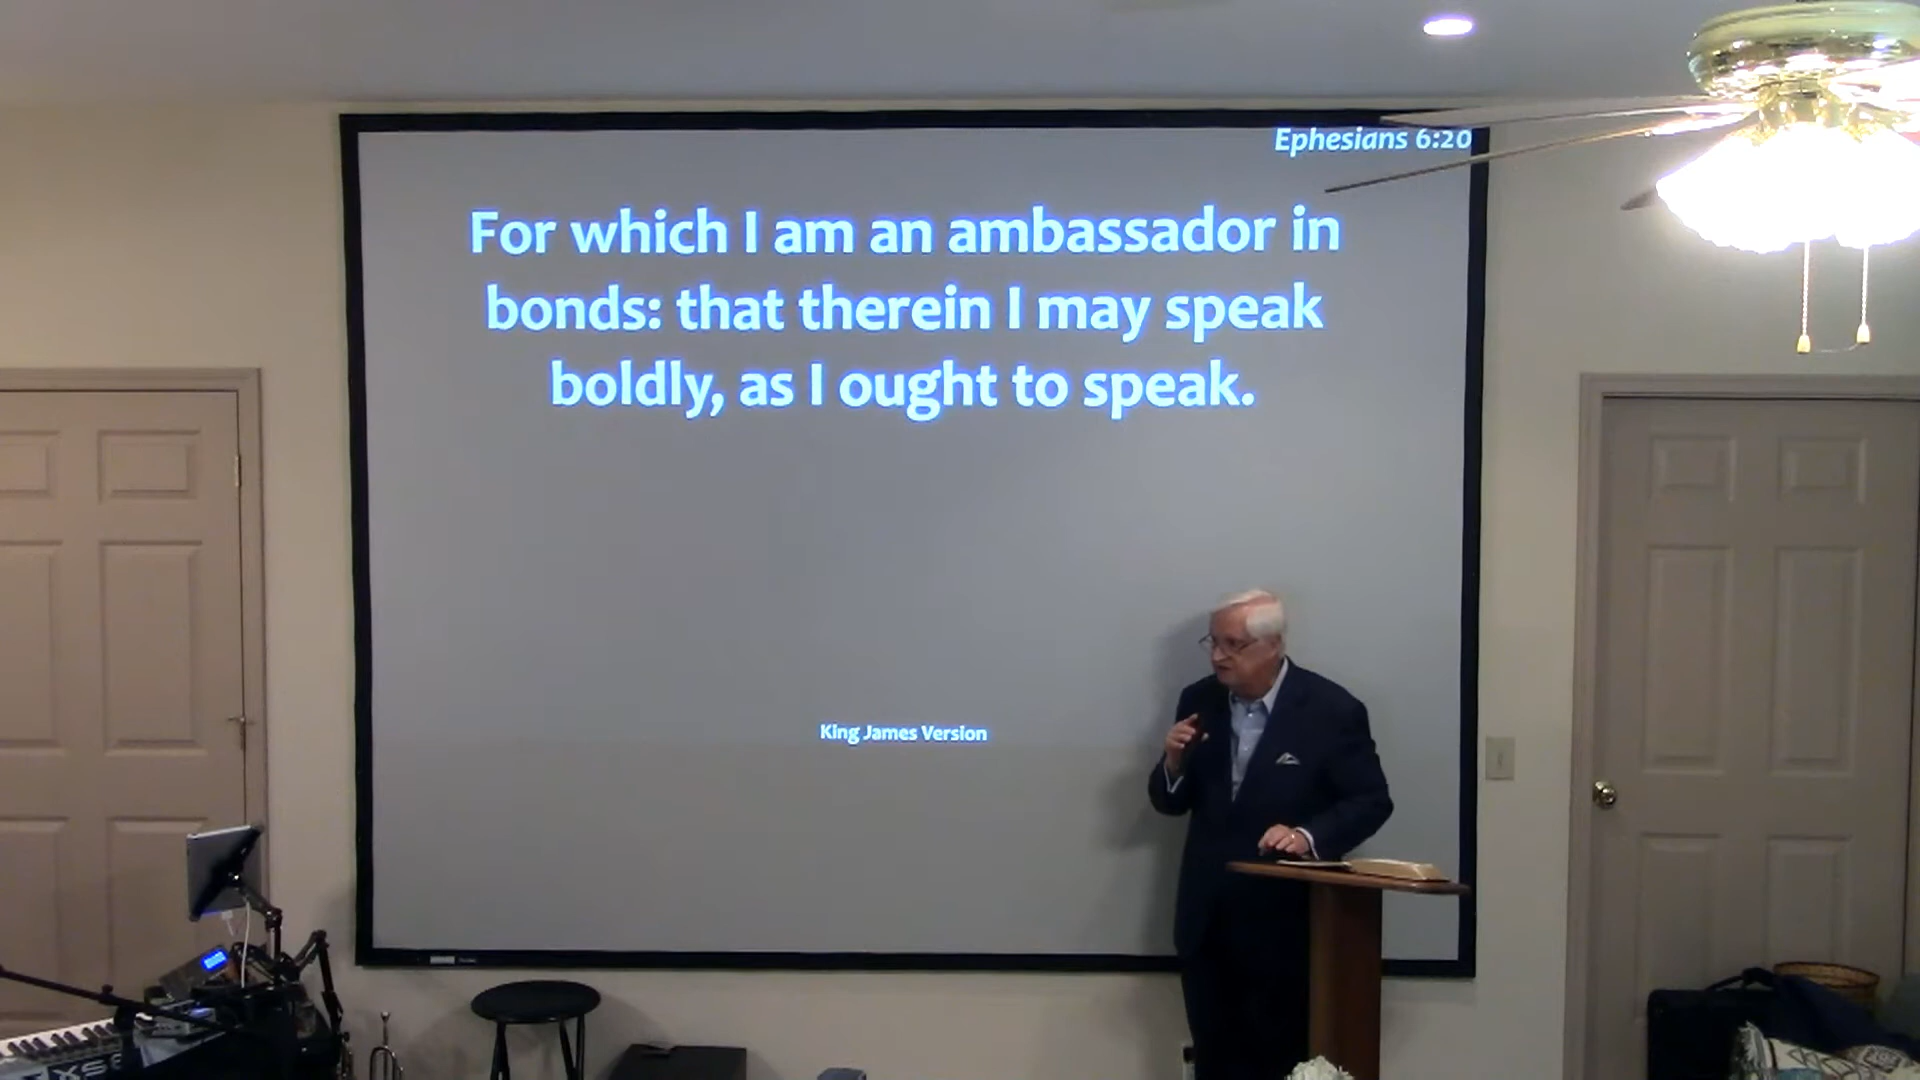 Ephesians 6:20
For which I am an ambassador in
bonds: that therein I may speak
boldly, as I ought to speak.
King James Version